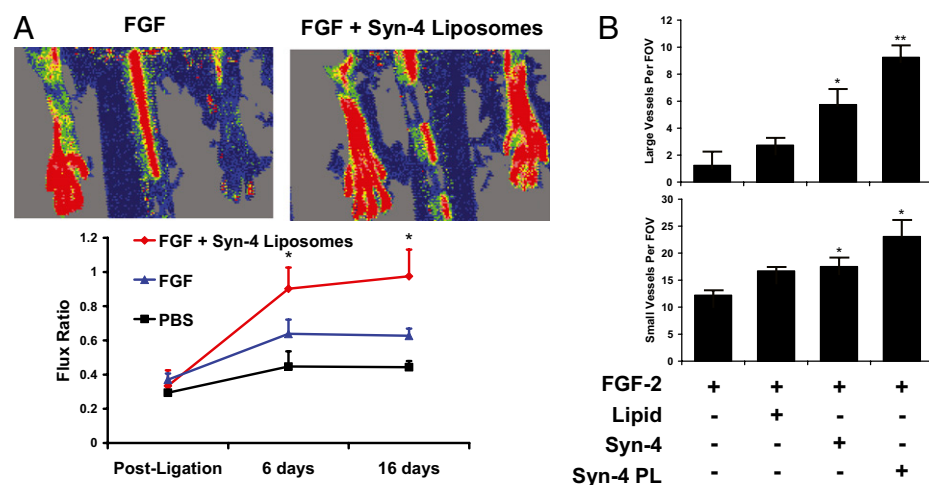 A
FGF
FGF + Syn-4 Liposomes
Flux Ratio
1.2
1
0.8
0.6
0.4
0.2
0
FGF + Syn-4 Liposomes
FGF
PBS
*
*
Post-Ligation 6 days 16 days
B
Large Vessels Per FOV
10
8
6
4
2
0
*
**
Small Vessels Per FOV
30
25
20
15
10
5
0
*
*
FGF-2 + + + +
Lipid - + - -
Syn-4 - - + -
Syn-4 PL - - - +